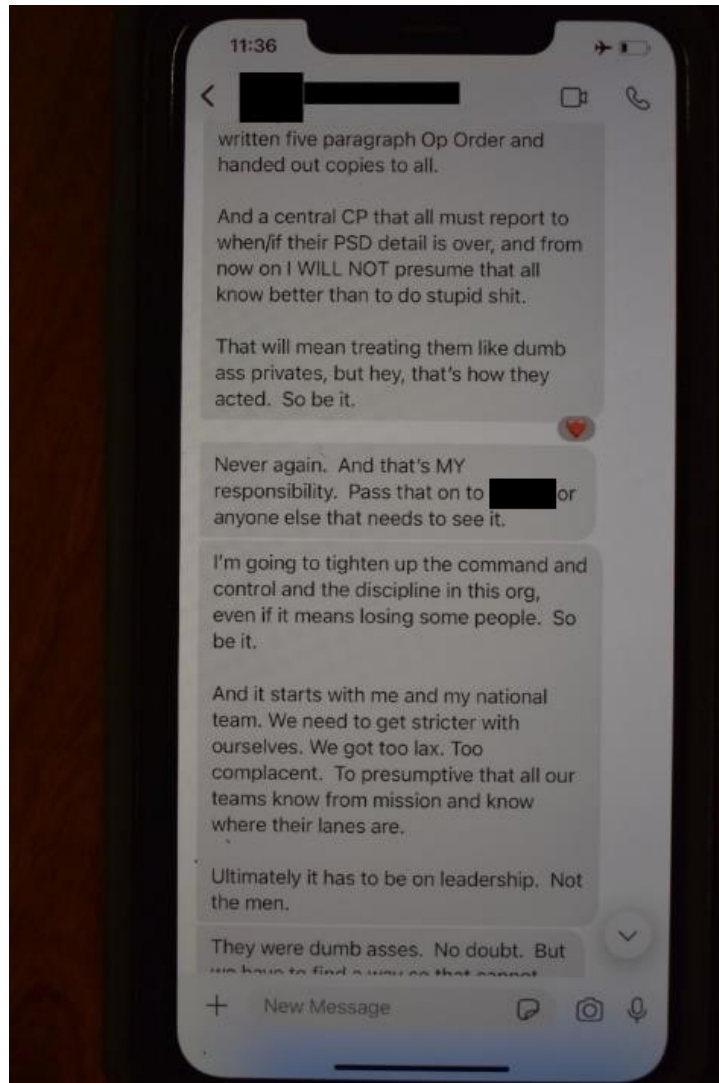 11:36
written five paragraph Op Order and
handed out copies to all.
And a central CP that all must report to
when/if their PSD detail is over, and from
now on I WILL NOT presume that all
know better than to do stupid shit.
That will mean treating them like dumb
ass privates, but hey, that's how they
acted.  So be it.
Never again.  And that's MY
responsibility.  Pass that on to or
anyone else that needs to see it.
I'm going to tighten up the command and
control and the discipline in this org,
even if it means losing some people.  So
be it.
And it starts with me and my national
team. We need to get stricter with
ourselves. We got too lax. Too
complacent.  To presumptive that all our
teams know from mission and know
where their lanes are.
Ultimately it has to be on leadership.  Not
the men.
They were dumb asses.  No doubt.  But
we have to find a way so that cannot
New Message